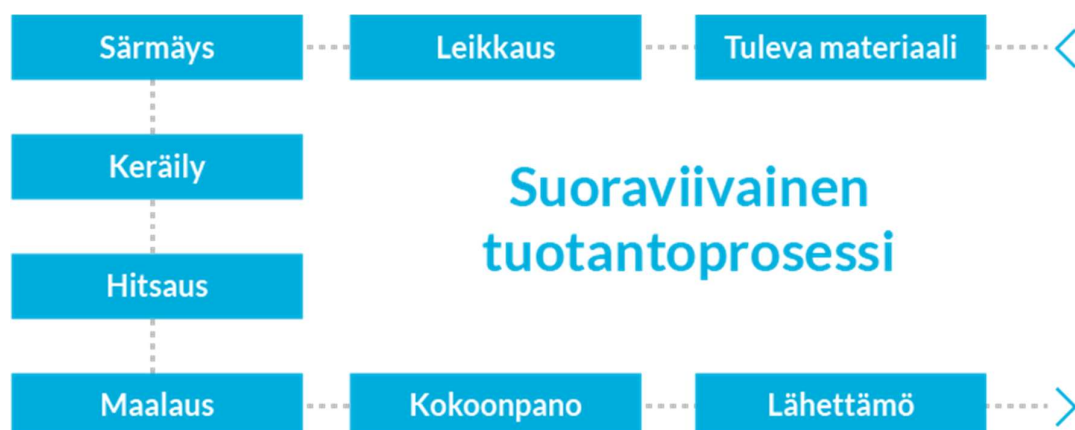 Särmäys
Leikkaus
Tuleva materiaali
Keräily
Suoraviivainen
tuotantoprosessi
Hitsaus
Maalaus
Kokoonpano
Lähettämö